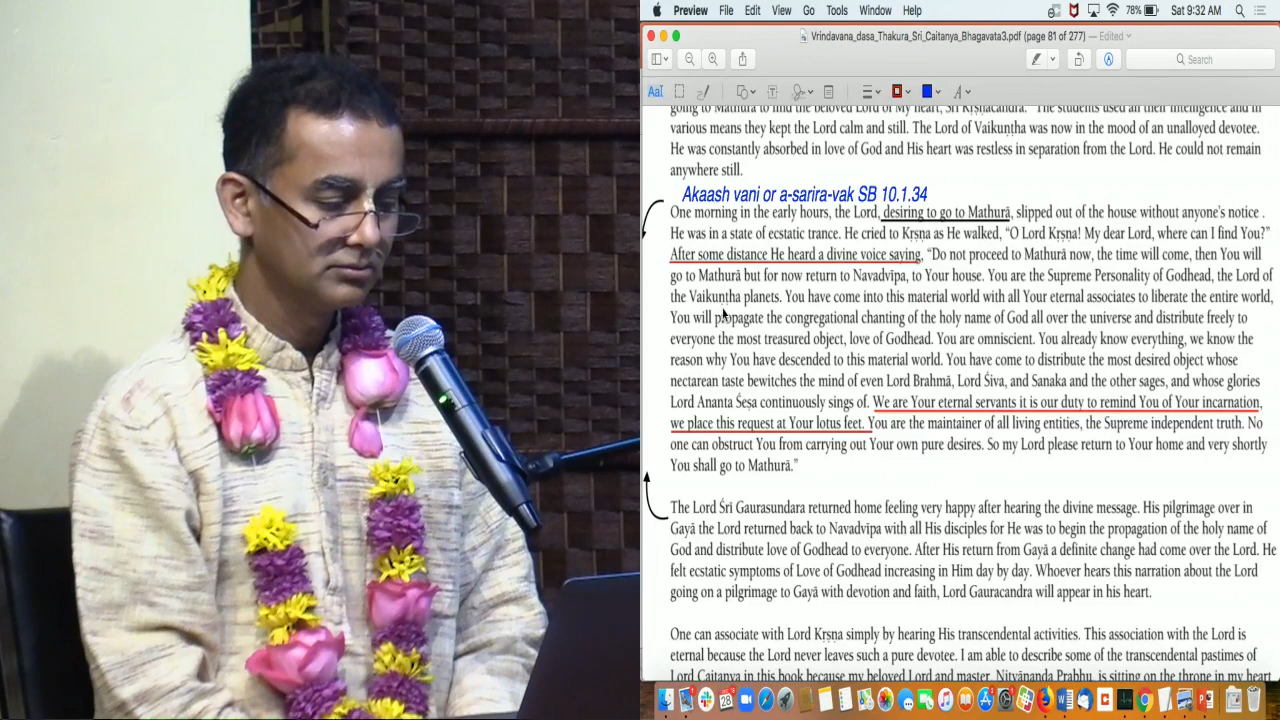 Preview File Edit View Go Tools Window Help 78% Sat 9:32 AM
Vrindavana_dasa_Thakura_Sri_Caitanya_Bhagavata3.pdf (page 81 of 277) — Edited
Search
going to Mathurā to find the beloved Lord of My heart, Śrī Kṛṣṇacandra." The students used all their intelligence and in
various means they kept the Lord calm and still. The Lord of Vaikuṇṭha was now in the mood of an unalloyed devotee.
He was constantly absorbed in love of God and His heart was restless in separation from the Lord. He could not remain
anywhere still.
Akaash vani or a-sarira-vak SB 10.1.34
One morning in the early hours, the Lord, desiring to go to Mathurā, slipped out of the house without anyone's notice .
He was in a state of ecstatic trance. He cried to Kṛṣṇa as He walked, "O Lord Kṛṣṇa! My dear Lord, where can I find You?"
After some distance He heard a divine voice saying, "Do not proceed to Mathurā now, the time will come, then You will
go to Mathurā but for now return to Navadvīpa, to Your house. You are the Supreme Personality of Godhead, the Lord of
the Vaikuṇṭha planets. You have come into this material world with all Your eternal associates to liberate the entire world,
You will propagate the congregational chanting of the holy name of God all over the universe and distribute freely to
everyone the most treasured object, love of Godhead. You are omniscient. You already know everything, we know the
reason why You have descended to this material world. You have come to distribute the most desired object whose
nectarean taste bewitches the mind of even Lord Brahmā, Lord Śiva, and Sanaka and the other sages, and whose glories
Lord Ananta Śeṣa continuously sings of. We are Your eternal servants it is our duty to remind You of Your incarnation,
we place this request at Your lotus feet. You are the maintainer of all living entities, the Supreme independent truth. No
one can obstruct You from carrying out Your own pure desires. So my Lord please return to Your home and very shortly
You shall go to Mathurā."
The Lord Śrī Gaurasundara returned home feeling very happy after hearing the divine message. His pilgrimage over in
Gayā the Lord returned back to Navadvīpa with all His disciples for He was to begin the propagation of the holy name of
God and distribute love of Godhead to everyone. After His return from Gayā a definite change had come over the Lord. He
felt ecstatic symptoms of Love of Godhead increasing in Him day by day. Whoever hears this narration about the Lord
going on a pilgrimage to Gayā with devotion and faith, Lord Gauracandra will appear in his heart.
One can associate with Lord Kṛṣṇa simply by hearing His transcendental activities. This association with the Lord is
eternal because the Lord never leaves such a pure devotee. I am able to describe some of the transcendental pastimes of
Lord Caitanya in this book because my beloved Lord and master, Nityānanda Prabhu, is sitting on the throne in my heart